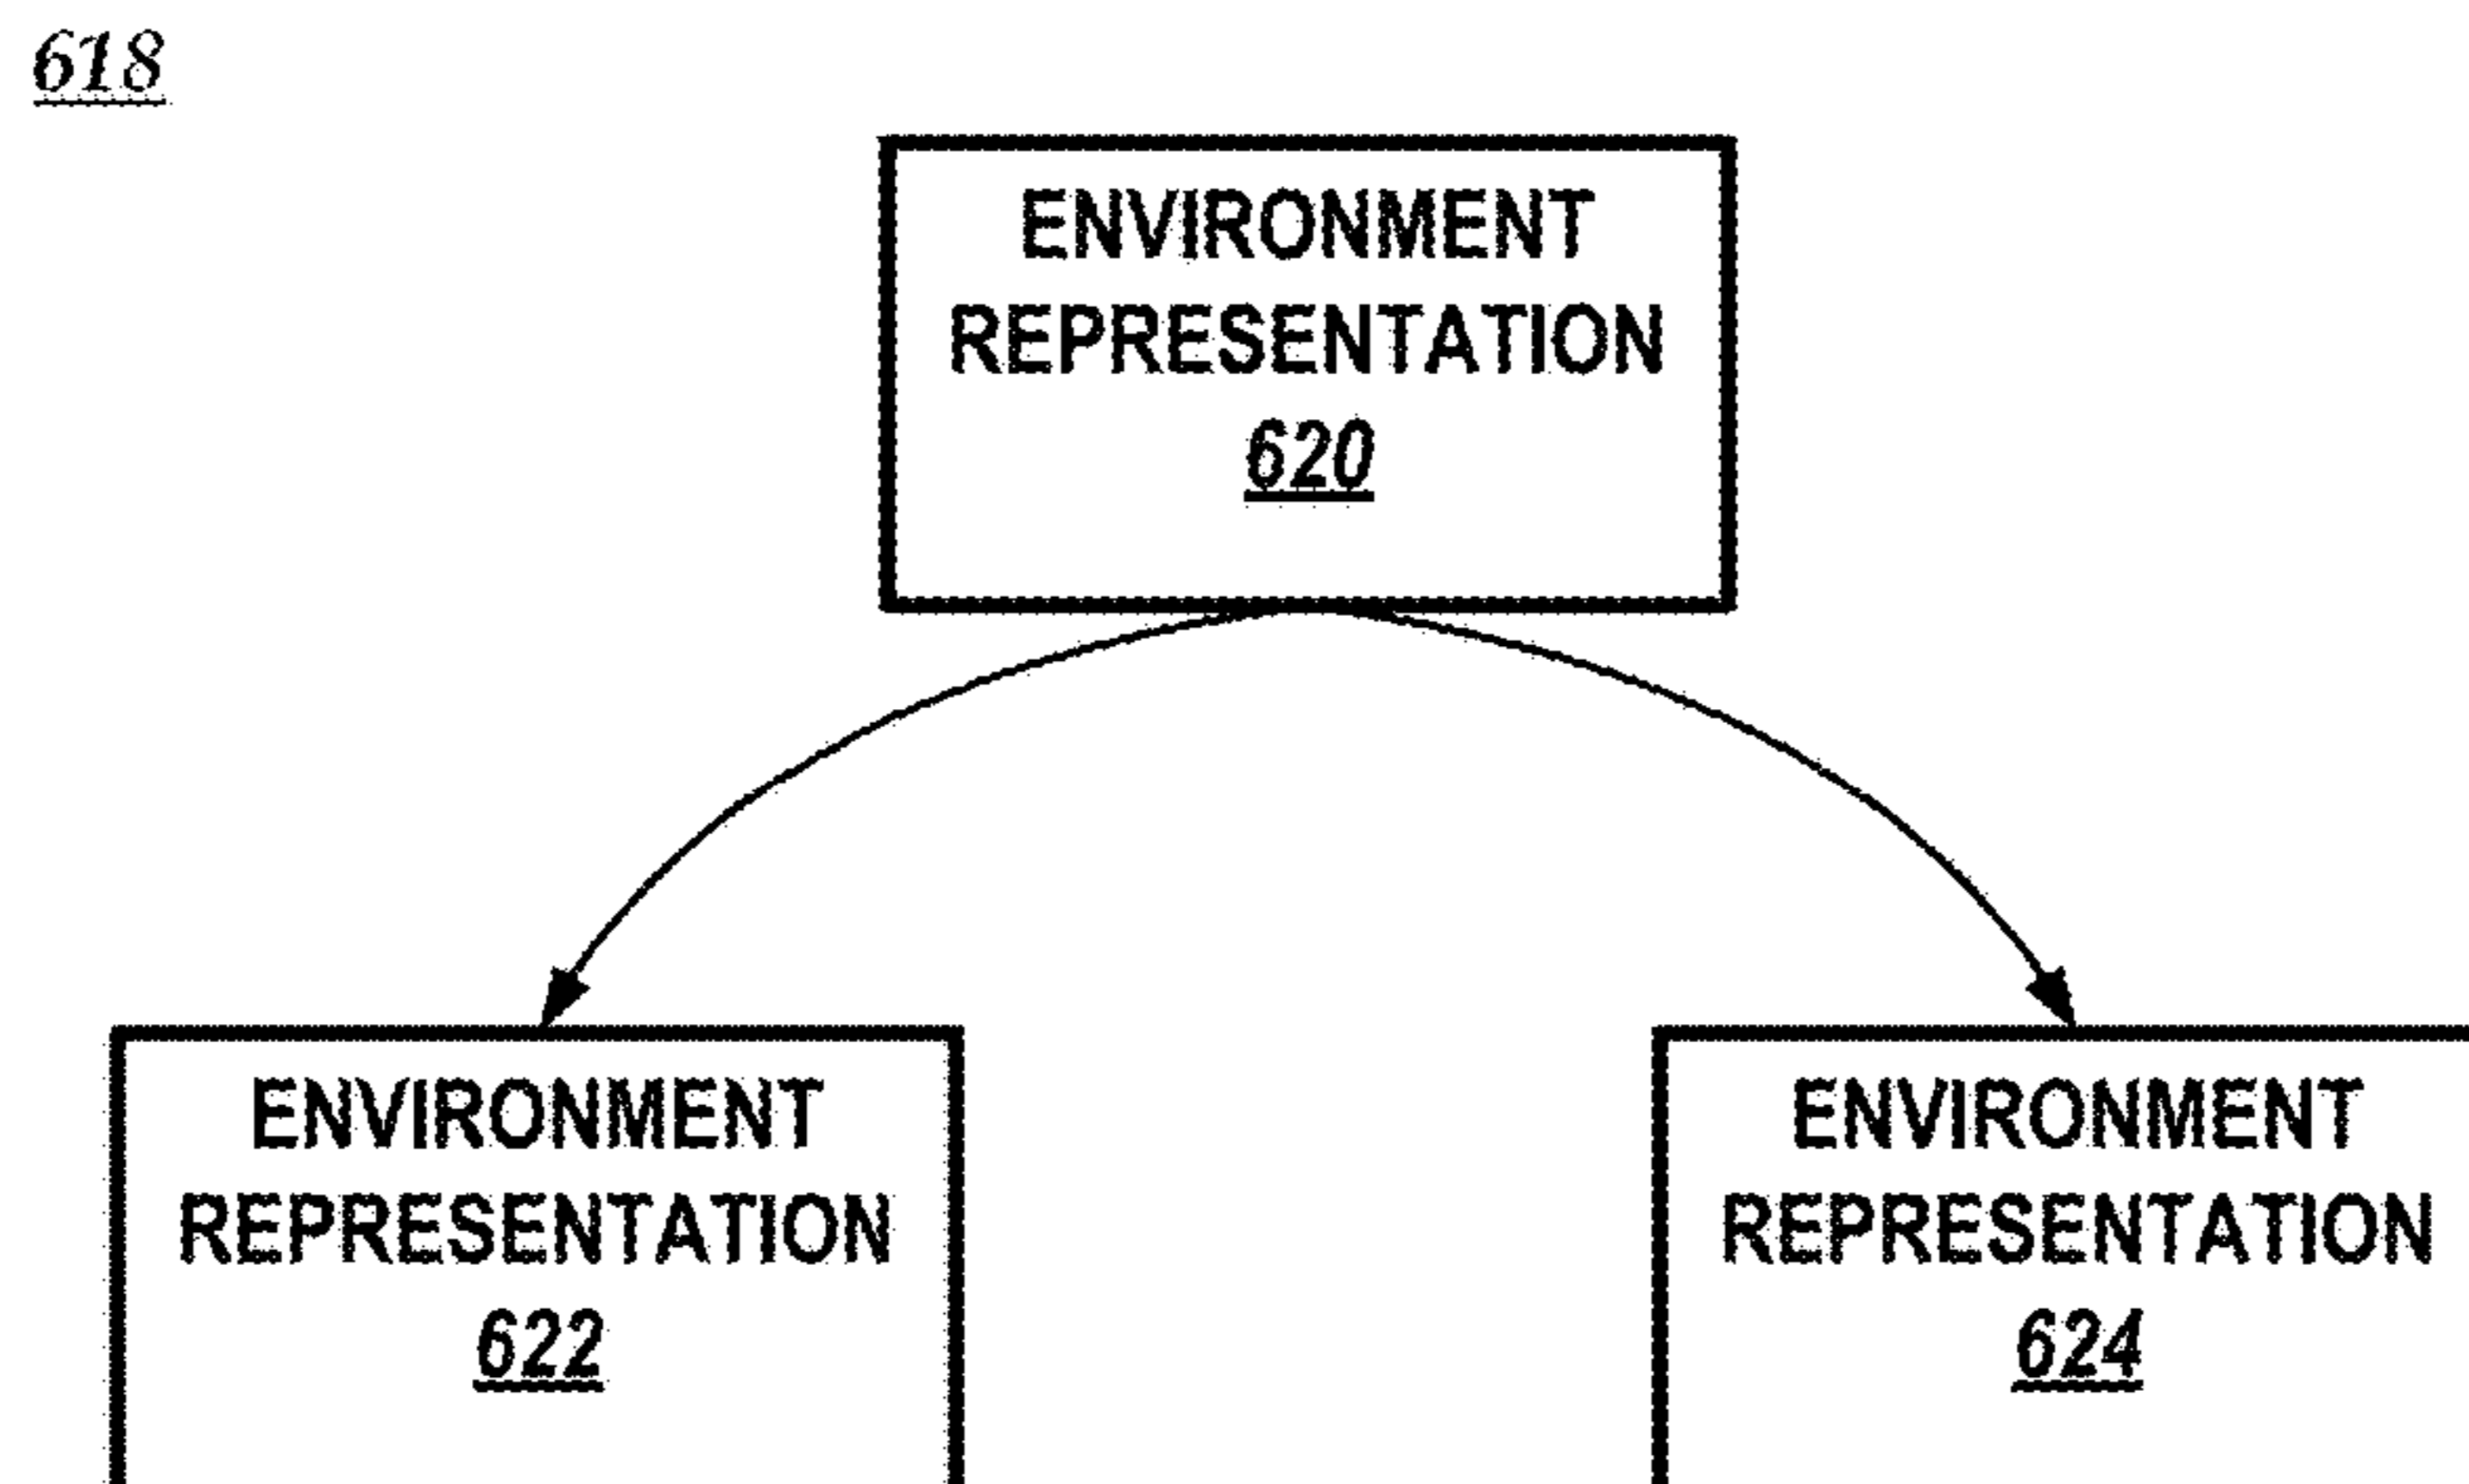 618
ENVIRONMENT
REPRESENTATION
620
ENVIRONMENT
REPRESENTATION
622
ENVIRONMENT
REPRESENTATION
624